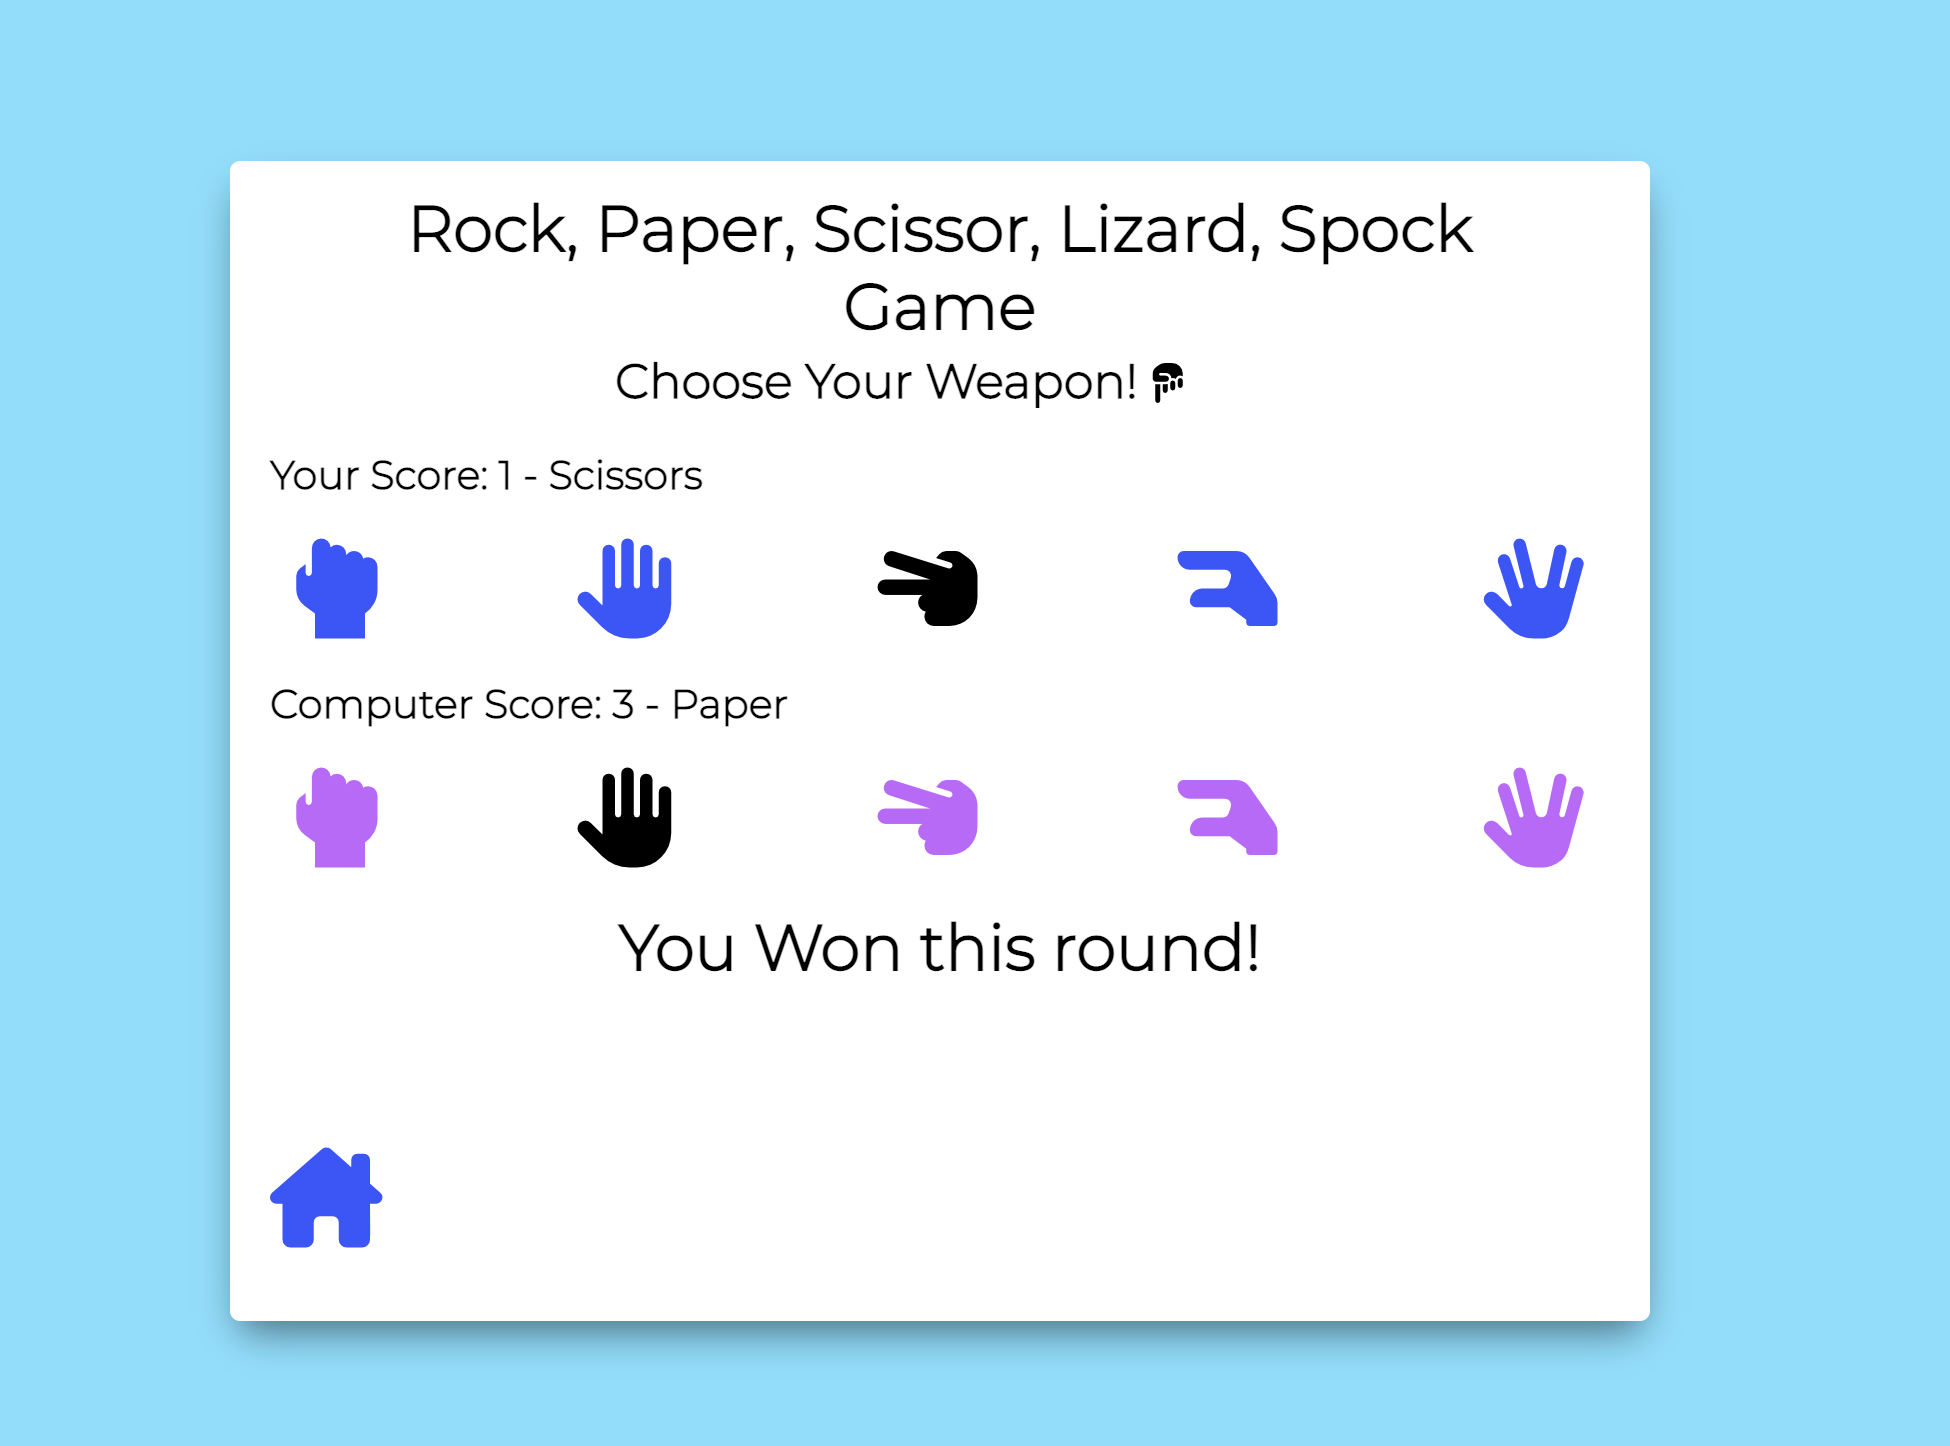 Rock, Paper, Scissor, Lizard, Spock
Game
Choose Your Weapon!
Your Score: 1 - Scissors
Computer Score: 3 - Paper
You Won this round!